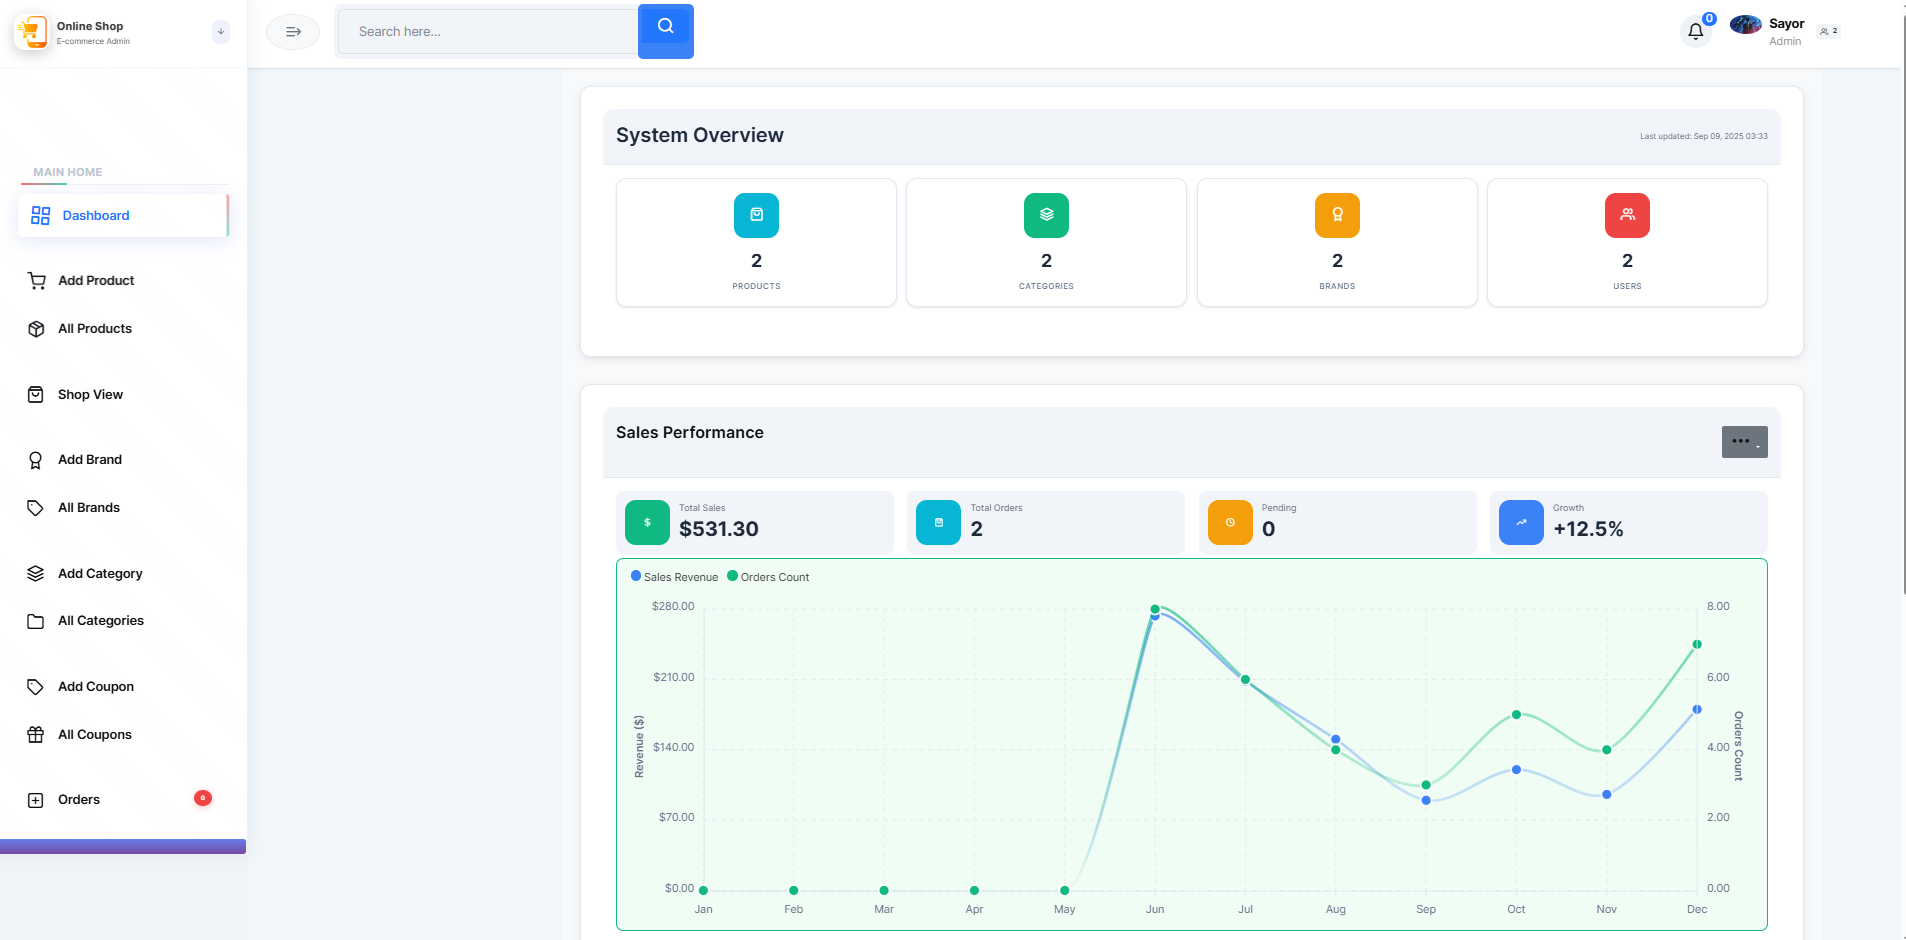 Online Shop
E-commerce Admin
Search here...
0
Sayor
Admin
2
MAIN HOME
Dashboard
Add Product
All Products
Shop View
Add Brand
All Brands
Add Category
All Categories
Add Coupon
All Coupons
Orders
0
System Overview
Last updated: Sep 09, 2025 03:33
2
PRODUCTS
2
CATEGORIES
2
BRANDS
2
USERS
Sales Performance
Total Sales
$531.30
Total Orders
2
Pending
0
Growth
+12.5%
Sales Revenue
Orders Count
$280.00
$210.00
$140.00
$70.00
$0.00
Revenue ($)
8.00
6.00
4.00
2.00
0.00
Orders Count
Jan
Feb
Mar
Apr
May
Jun
Jul
Aug
Sep
Oct
Nov
Dec